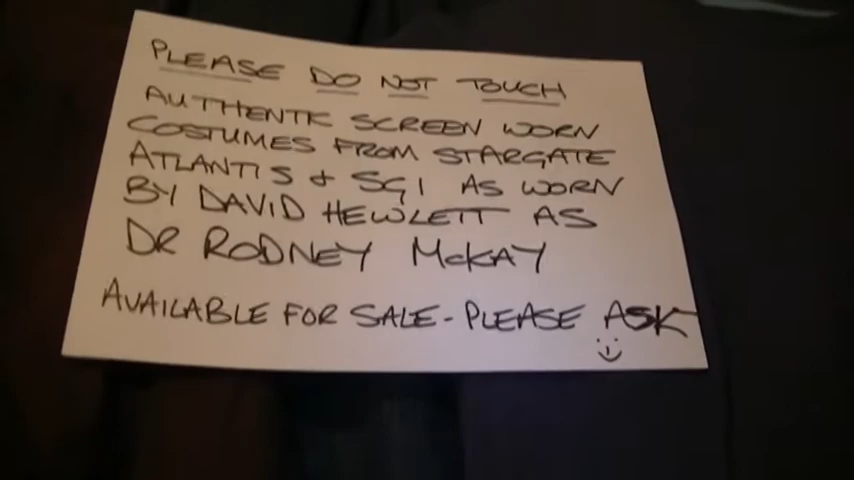 PLEASE DO NOT TOUCH
AUTHENTIC SCREEN WORN
COSTUMES FROM STARGATE
ATLANTIS & SG1 AS WORN
BY DAVID HEWLETT AS
DR RODNEY McKAY
AVAILABLE FOR SALE - PLEASE ASK